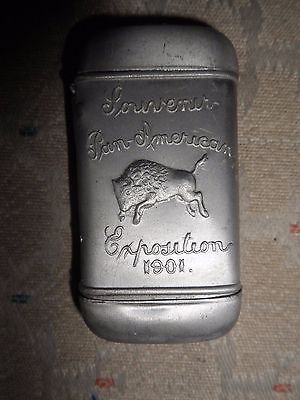 Souvenir
Pan-American
Exposition
1901.